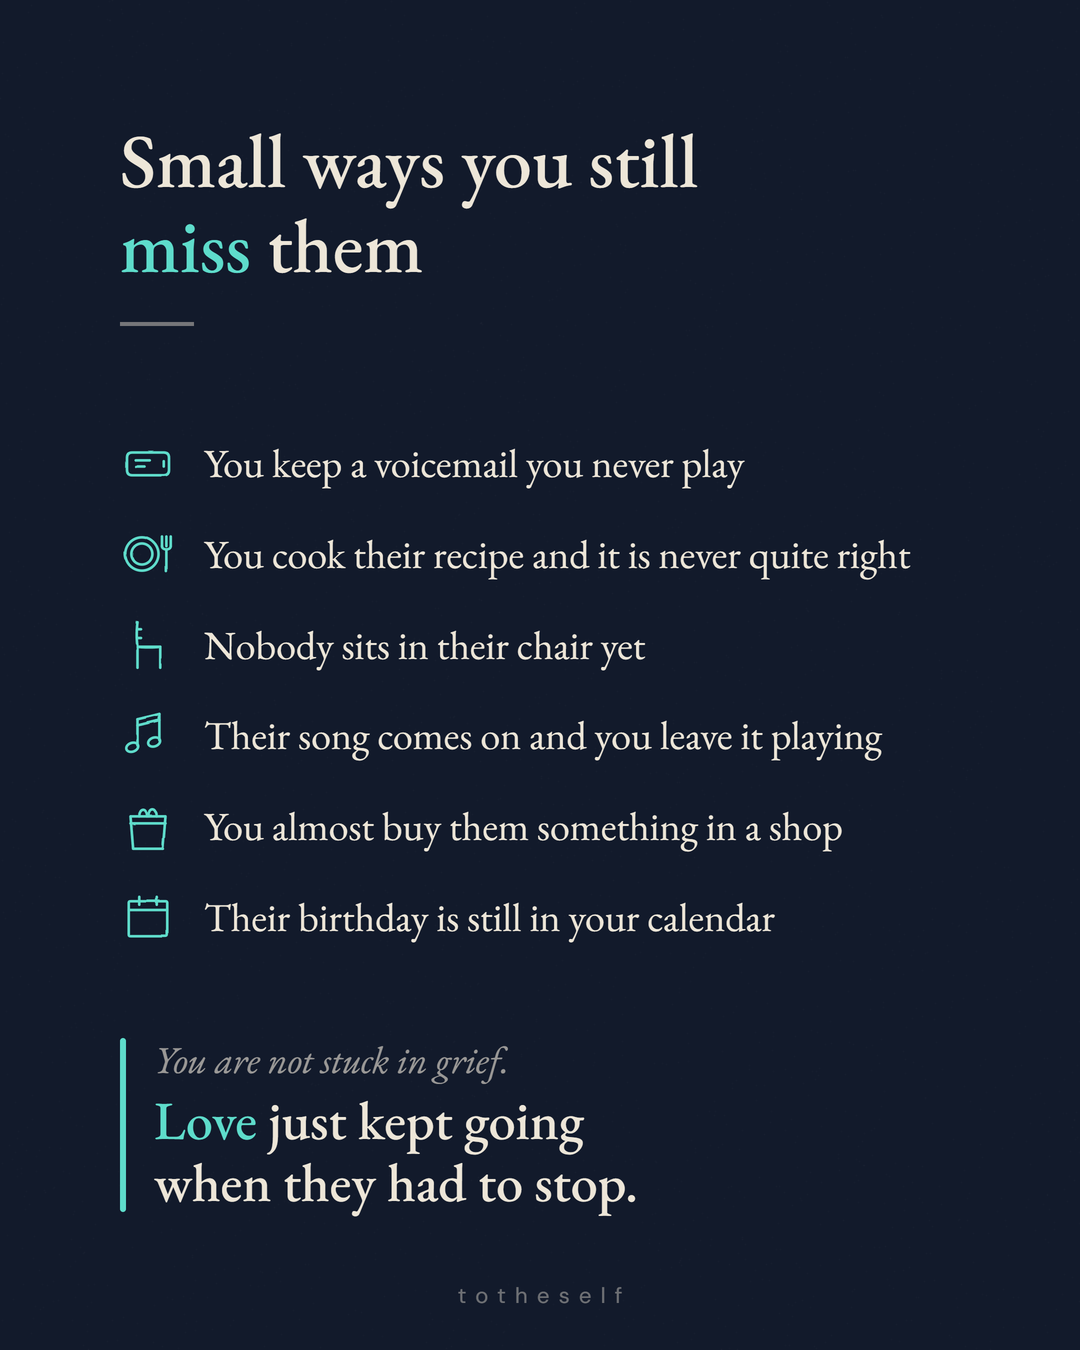 Small ways you still
miss them
You keep a voicemail you never play
You cook their recipe and it is never quite right
Nobody sits in their chair yet
Their song comes on and you leave it playing
You almost buy them something in a shop
Their birthday is still in your calendar
You are not stuck in grief.
Love just kept going
when they had to stop.
totheself